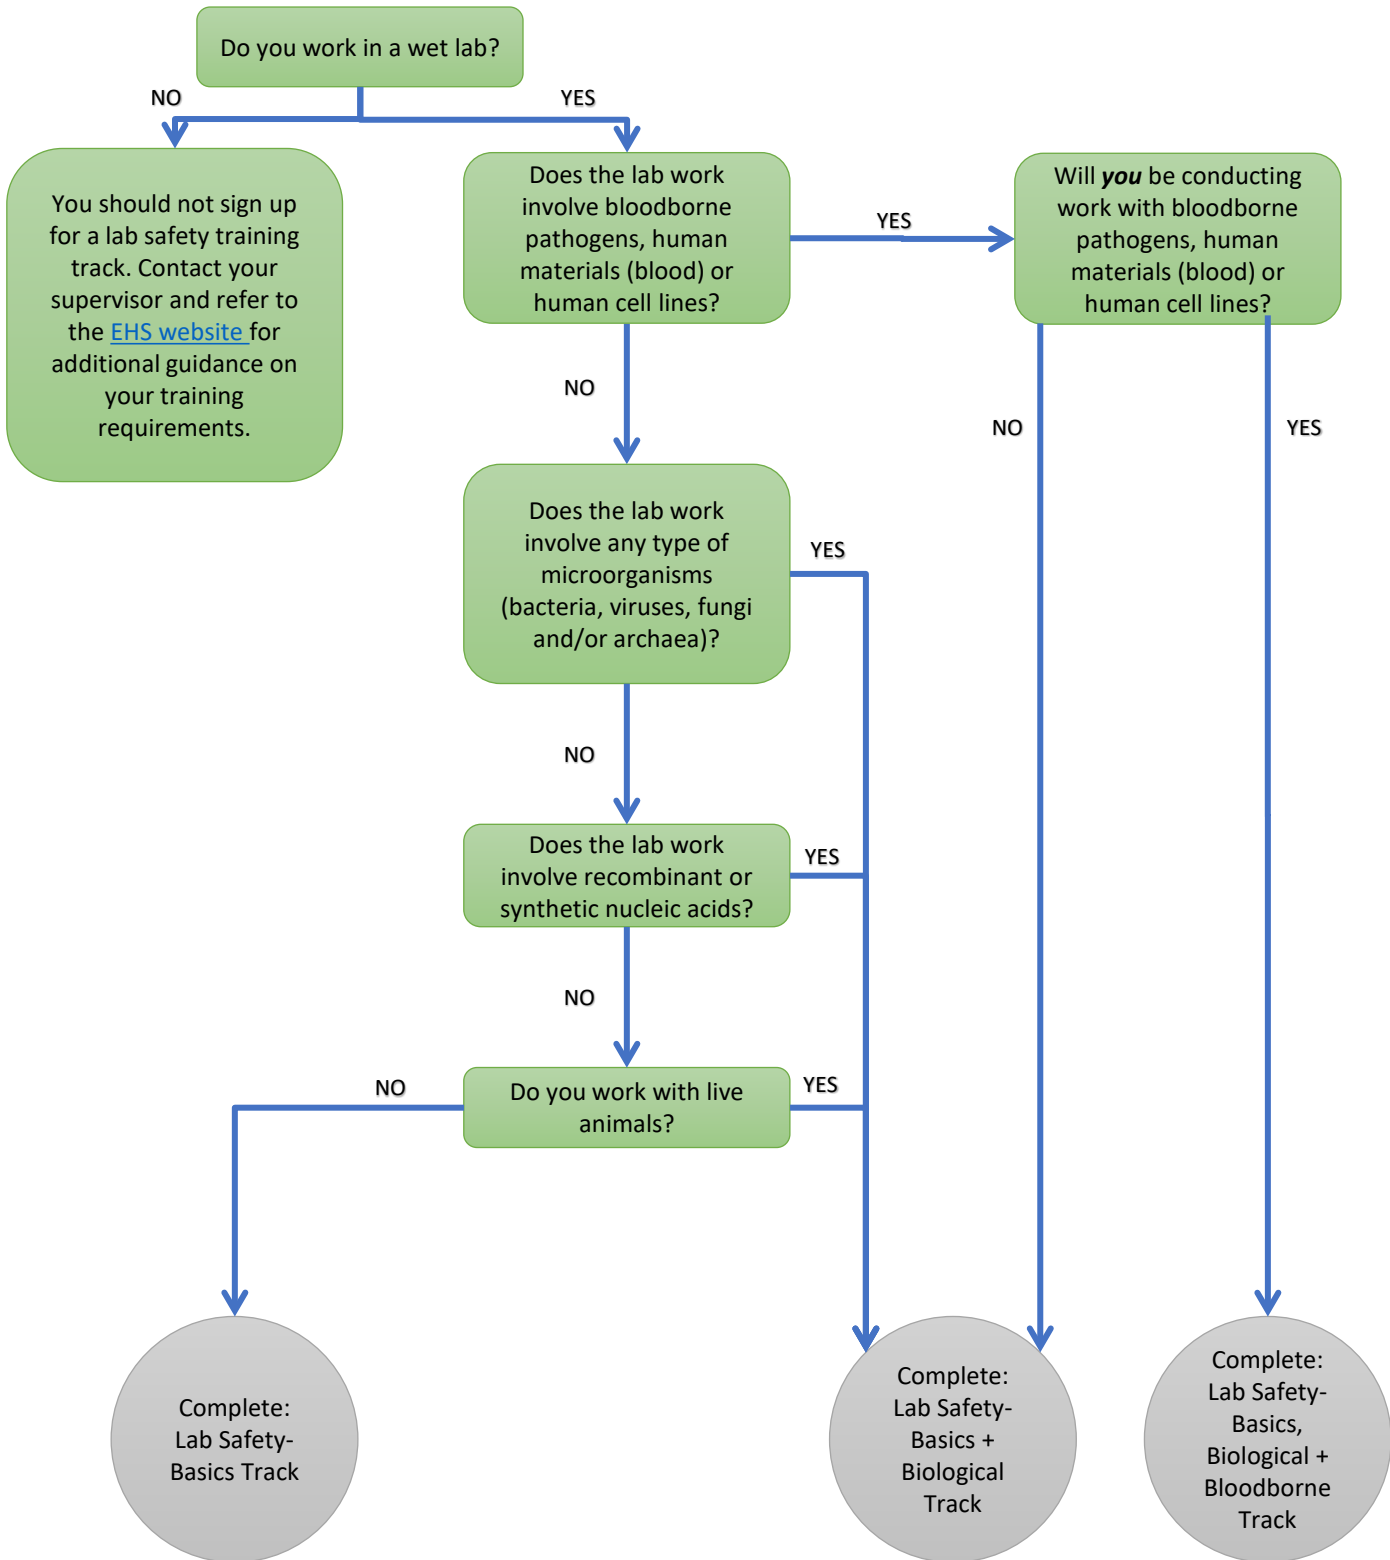 Do you work in a wet lab?
NO
YES
You should not sign up
for a lab safety training
track. Contact your
supervisor and refer to
the EHS website for
additional guidance on
your training
requirements.
Does the lab work
involve bloodborne
pathogens, human
materials (blood) or
human cell lines?
YES
Will you be conducting
work with bloodborne
pathogens, human
materials (blood) or
human cell lines?
NO
NO
YES
Does the lab work
involve any type of
microorganisms
(bacteria, viruses, fungi
and/or archaea)?
YES
NO
Does the lab work
involve recombinant or
synthetic nucleic acids?
YES
NO
Do you work with live
animals?
NO
YES
Complete:
Lab Safety-
Basics Track
Complete:
Lab Safety-
Basics +
Biological
Track
Complete:
Lab Safety-
Basics,
Biological +
Bloodborne
Track